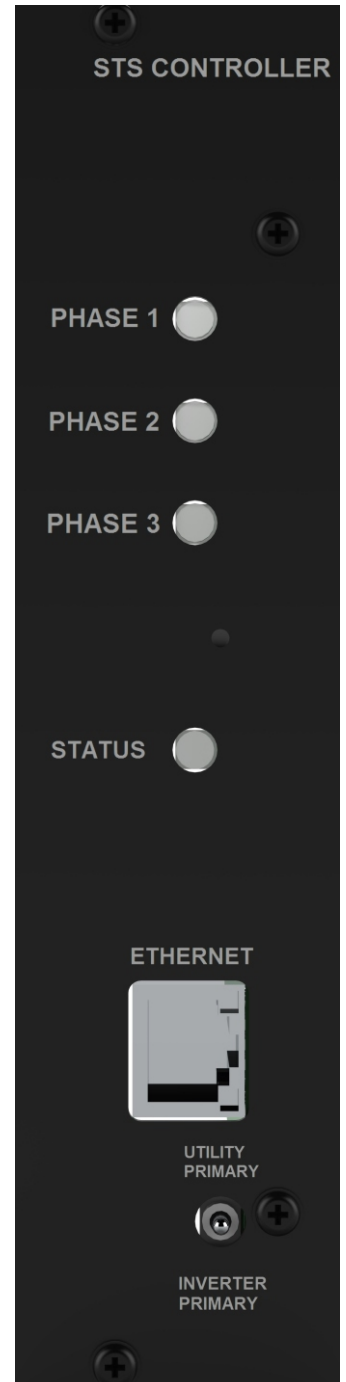 STS CONTROLLER
PHASE 1
PHASE 2
PHASE 3
STATUS
ETHERNET
UTILITY
PRIMARY
INVERTER
PRIMARY